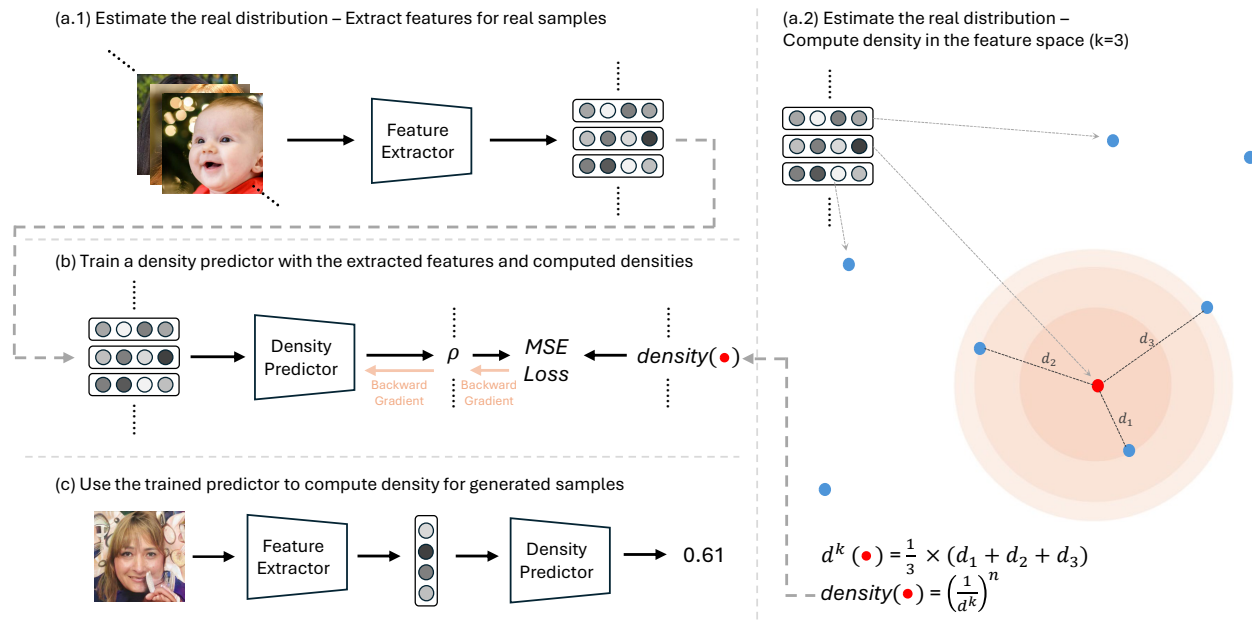 (a.1) Estimate the real distribution – Extract features for real samples
Feature
Extractor
(a.2) Estimate the real distribution –
Compute density in the feature space (k=3)
d₁
d₂
d₃
dᵏ (●) = 1/3 × (d₁ + d₂ + d₃)
density(●) = (1/dᵏ)ⁿ
(b) Train a density predictor with the extracted features and computed densities
Density
Predictor
ρ
MSE
Loss
density(●)
Backward
Gradient
Backward
Gradient
(c) Use the trained predictor to compute density for generated samples
Feature
Extractor
Density
Predictor
0.61